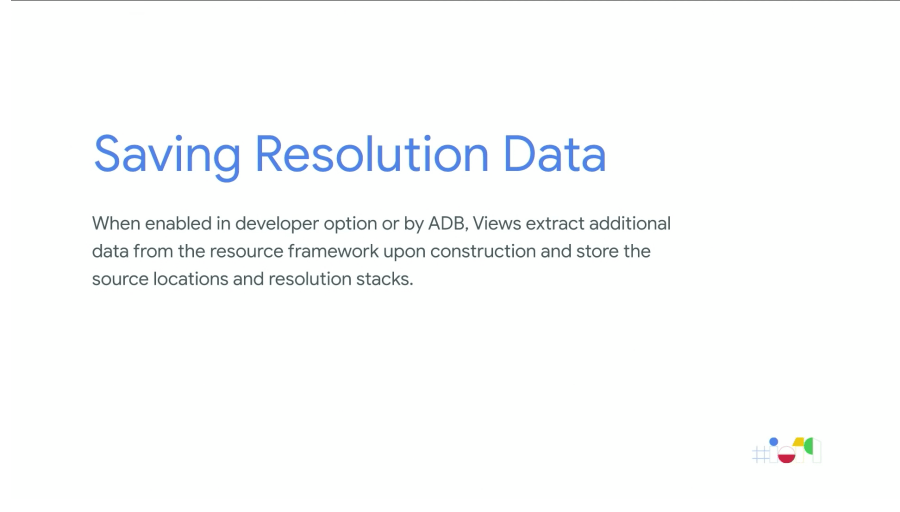 Saving Resolution Data
When enabled in developer option or by ADB, Views extract additional
data from the resource framework upon construction and store the
source locations and resolution stacks.
#io19